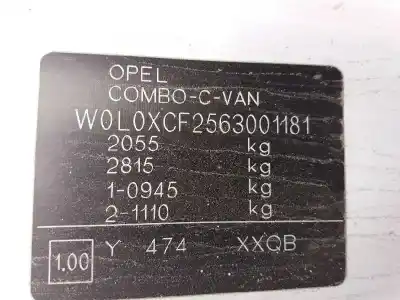 OPEL
COMBO-C-VAN
W0L0XCF2563001181
2055 kg
2815 kg
1-0945 kg
2-1110 kg
1.00 Y 474 XXQB